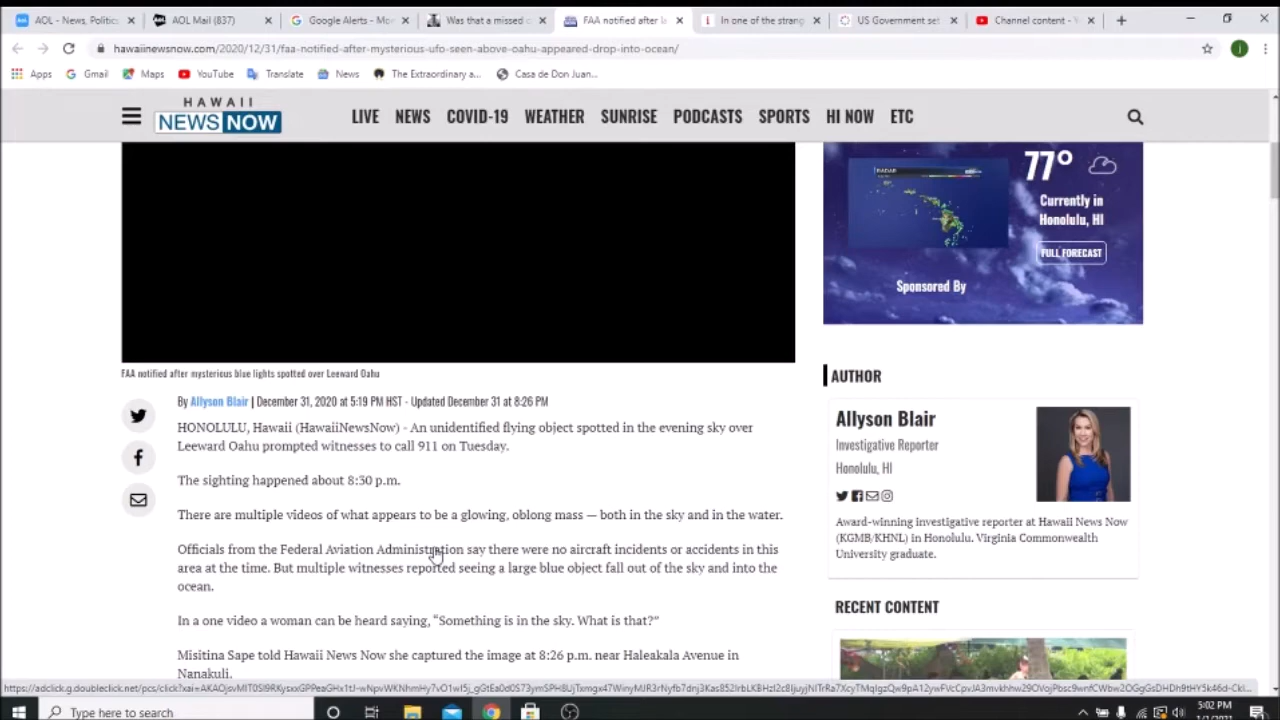 AOL - News, Politic
AOL Mail (837)
Google Alerts - Mo
Was that a missed
FAA notified after l
In one of the strang
US Government set
Channel content - Y
hawaiinewsnow.com/2020/12/31/faa-notified-after-mysterious-ufo-seen-above-oahu-appeared-drop-into-ocean/
Apps
Gmail
Maps
YouTube
Translate
News
The Extraordinary a...
Casa de Don Juan...
HAWAII
NEWS NOW
LIVE
NEWS
COVID-19
WEATHER
SUNRISE
PODCASTS
SPORTS
HI NOW
ETC
RADAR
77°
Currently in
Honolulu, HI
FULL FORECAST
Sponsored By
FAA notified after mysterious blue lights spotted over Leeward Oahu
By Allyson Blair | December 31, 2020 at 5:19 PM HST - Updated December 31 at 8:26 PM
HONOLULU, Hawaii (HawaiiNewsNow) - An unidentified flying object spotted in the evening sky over
Leeward Oahu prompted witnesses to call 911 on Tuesday.
The sighting happened about 8:30 p.m.
There are multiple videos of what appears to be a glowing, oblong mass — both in the sky and in the water.
Officials from the Federal Aviation Administration say there were no aircraft incidents or accidents in this
area at the time. But multiple witnesses reported seeing a large blue object fall out of the sky and into the
ocean.
In a one video a woman can be heard saying, “Something is in the sky. What is that?”
Misitina Sape told Hawaii News Now she captured the image at 8:26 p.m. near Haleakala Avenue in
Nanakuli.
AUTHOR
Allyson Blair
Investigative Reporter
Honolulu, HI
Award-winning investigative reporter at Hawaii News Now
(KGMB/KHNL) in Honolulu. Virginia Commonwealth
University graduate.
RECENT CONTENT
Type here to search
5:02 PM